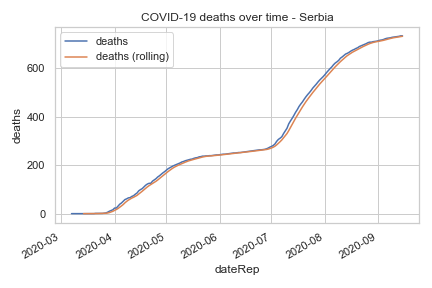 COVID-19 deaths over time - Serbia
deaths
deaths (rolling)
deaths
600
400
200
0
2020-03
2020-04
2020-05
2020-06
2020-07
2020-08
2020-09
dateRep